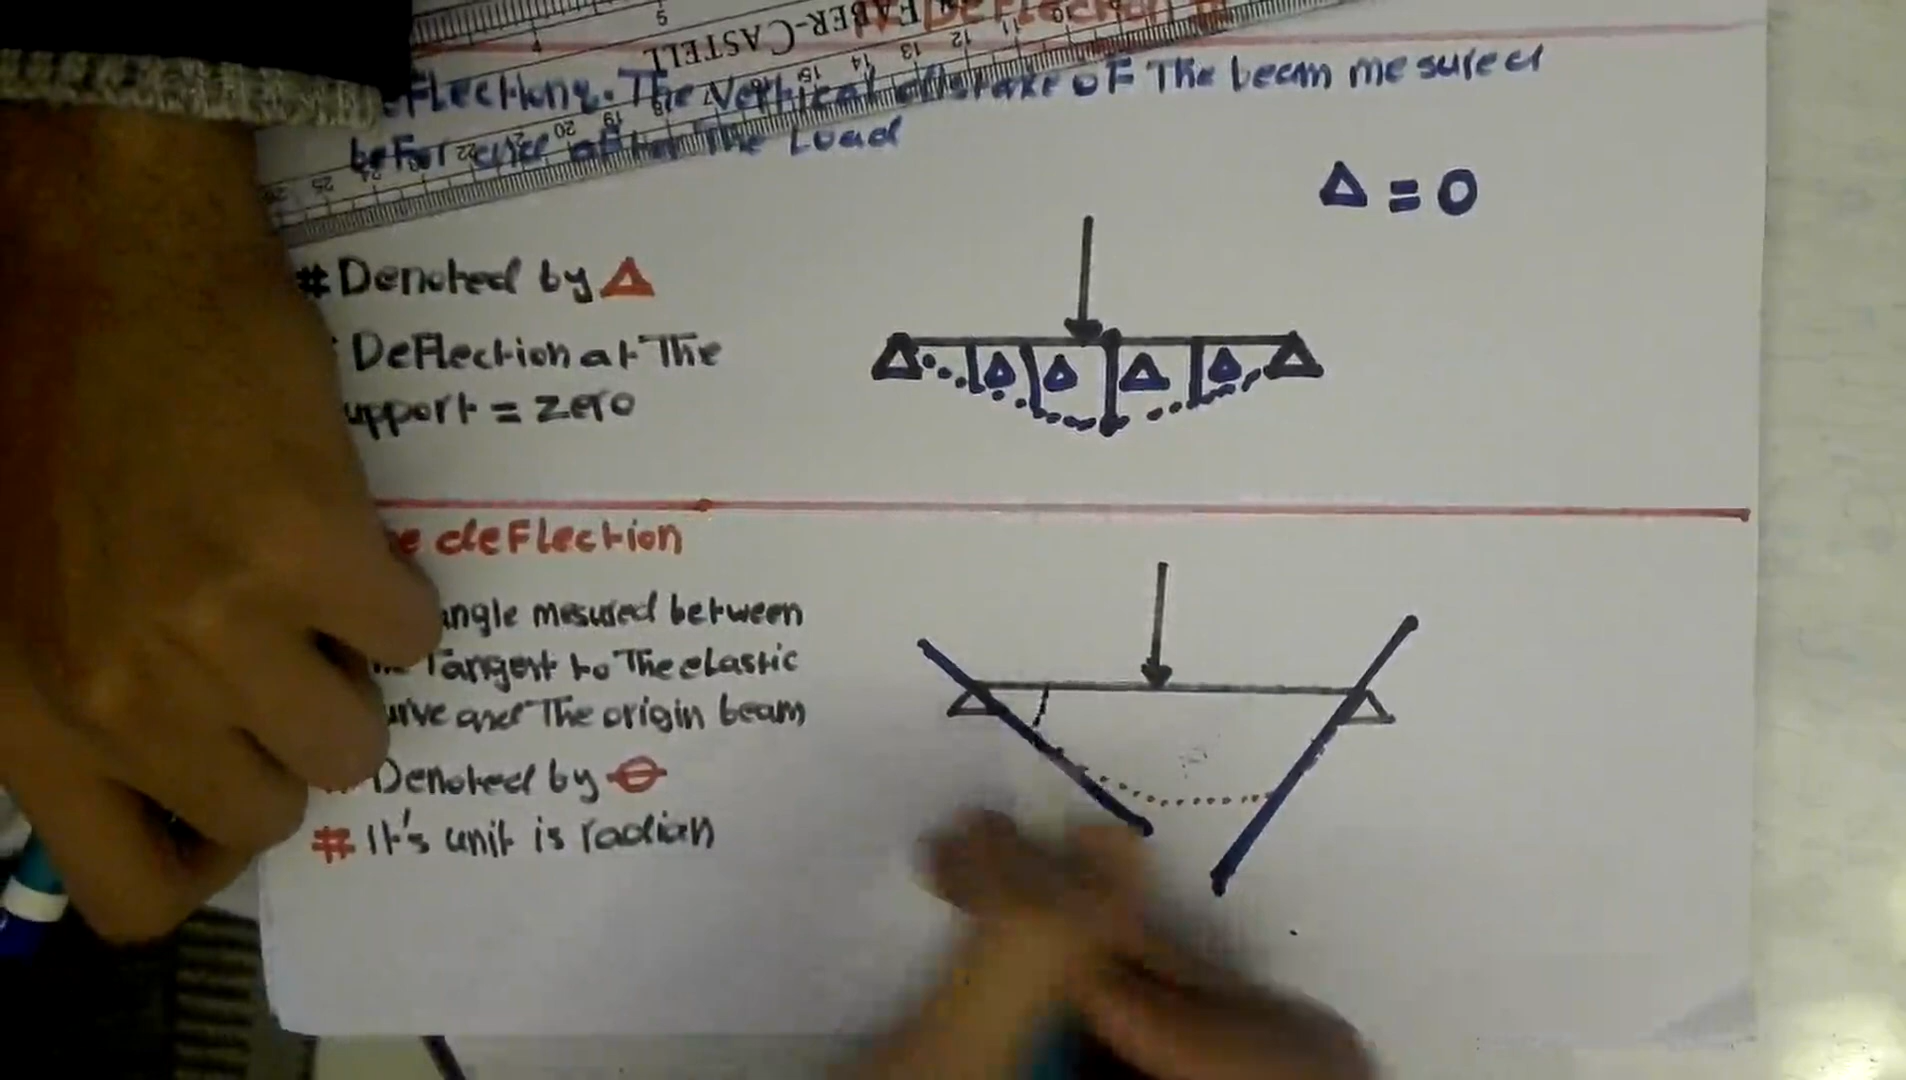 Deflection #
FABER-CASTELL
The Vertical distance of The beam mesured
before and after The Load
Δ = 0
# Denoted by Δ
Deflection at The
upport = zero
Δ Δ Δ Δ
deflection
angle mesured between
Tangent to The elastic
urve and The origin beam
Denoted by θ
# It's unit is radian